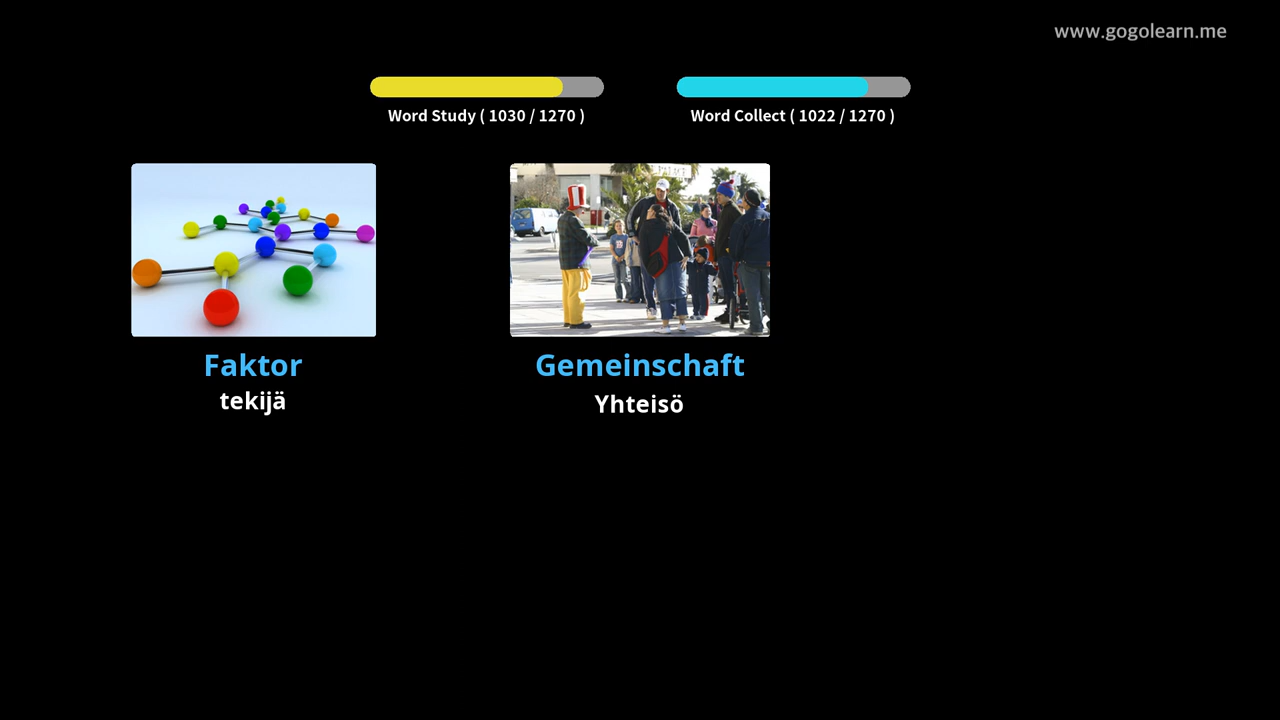 www.gogolearn.me
Word Study ( 1030 / 1270 )
Word Collect ( 1022 / 1270 )
Faktor
tekijä
Gemeinschaft
Yhteisö